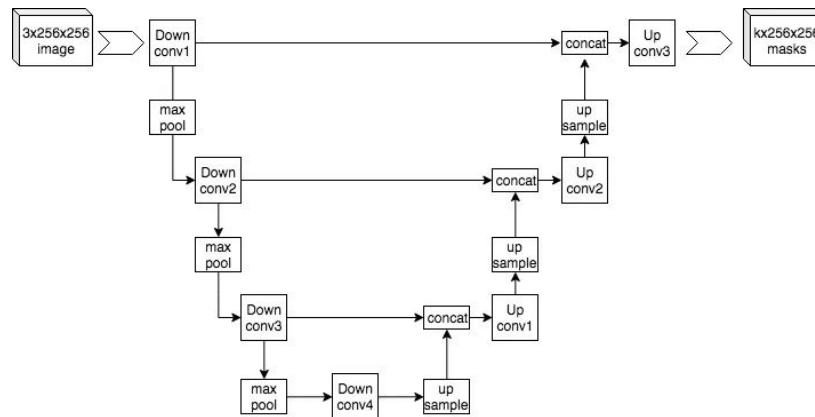 3x256x256
image
Down
conv1
concat
Up
conv3
kx256x256
masks
max
pool
up
sample
Down
conv2
concat
Up
conv2
max
pool
up
sample
Down
conv3
concat
Up
conv1
max
pool
Down
conv4
up
sample